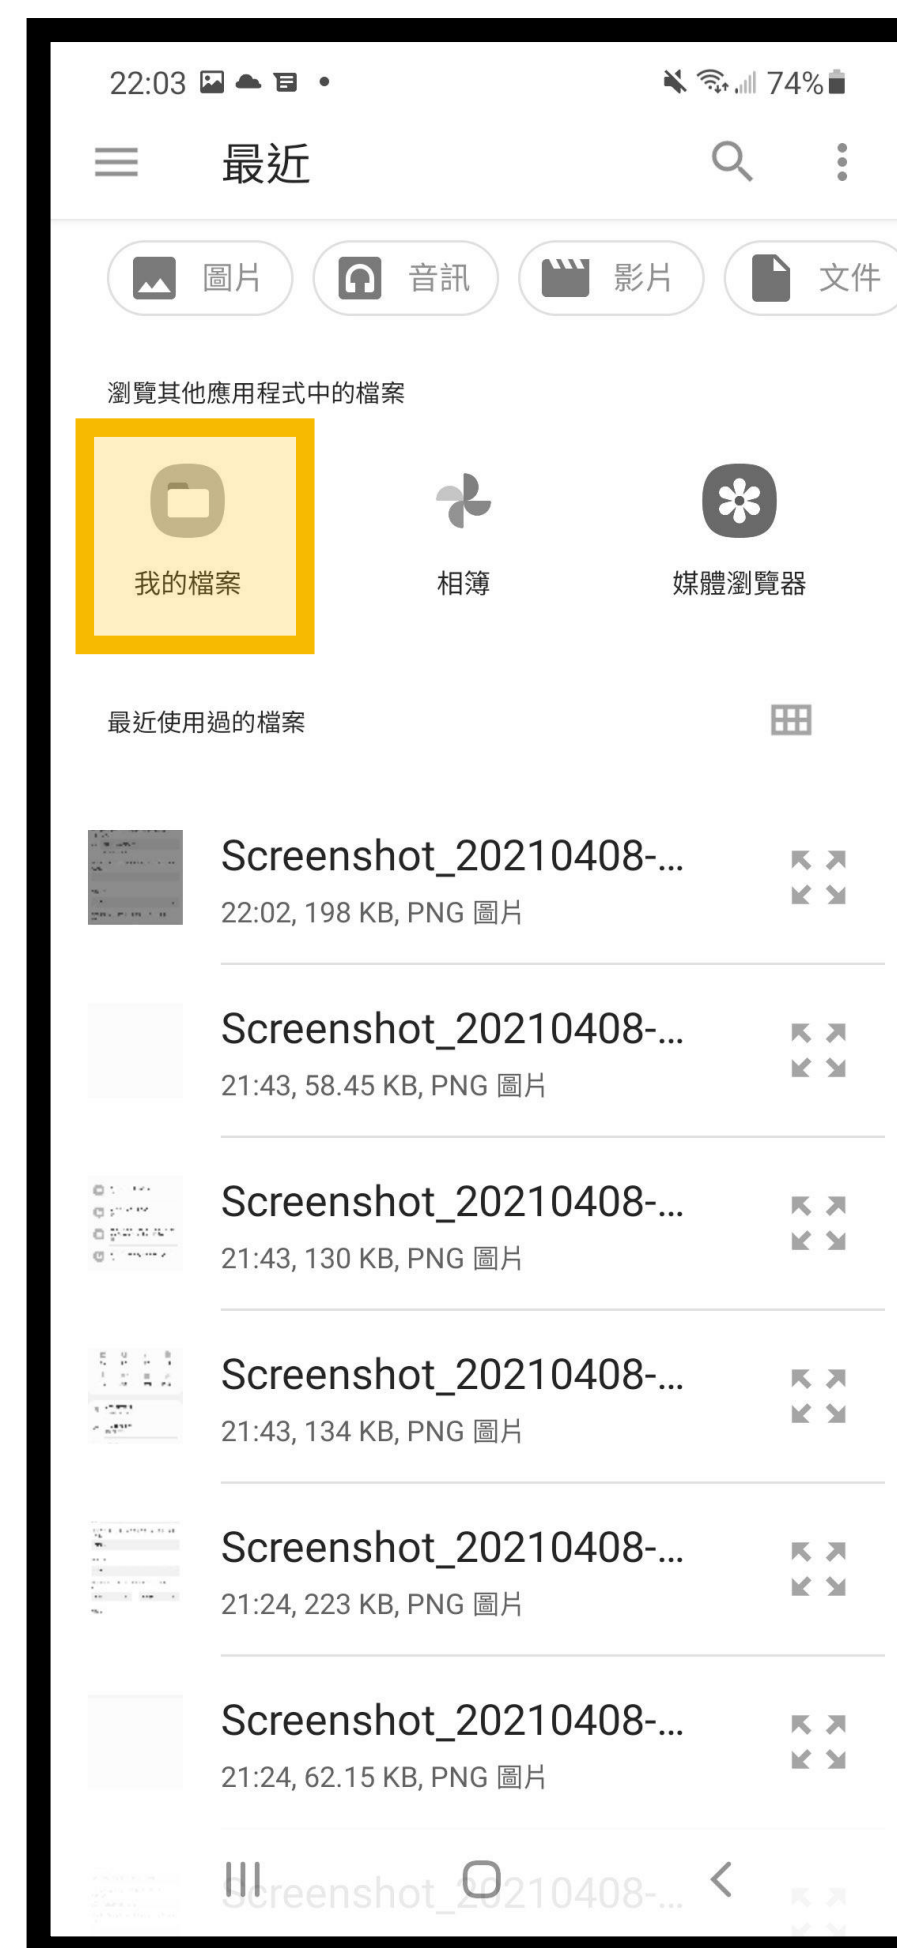 22:03
74%
最近
圖片 音訊 影片 文件
瀏覽其他應用程式中的檔案
我的檔案 相簿 媒體瀏覽器
最近使用過的檔案
Screenshot_20210408-...
22:02, 198 KB, PNG 圖片
Screenshot_20210408-...
21:43, 58.45 KB, PNG 圖片
Screenshot_20210408-...
21:43, 130 KB, PNG 圖片
Screenshot_20210408-...
21:43, 134 KB, PNG 圖片
Screenshot_20210408-...
21:24, 223 KB, PNG 圖片
Screenshot_20210408-...
21:24, 62.15 KB, PNG 圖片
Screenshot_20210408-...